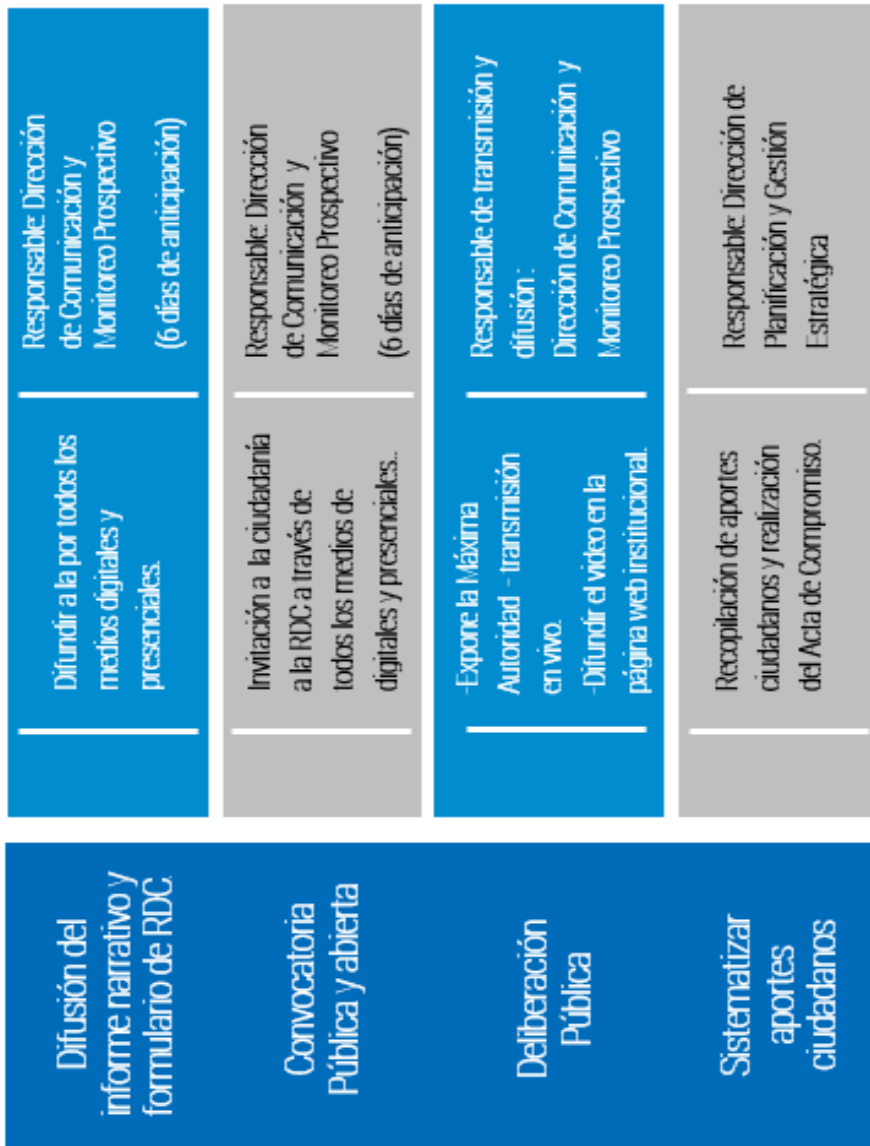 Difusión del
informe narrativo y
formulario de RDC.
Difundir a la por todos los
medios digitales y
presenciales.
Responsable: Dirección
de Comunicación y
Monitoreo Prospectivo
(6 días de anticipación)
Convocatoria
Pública y abierta
Invitación a la ciudadanía
a la RDC a través de
todos los medios de
digitales y presenciales..
Responsable: Dirección
de Comunicación y
Monitoreo Prospectivo
(6 días de anticipación)
Deliberación
Pública
-Expone la Máxima
Autoridad - transmisión
en vivo.
-Difundir el video en la
página web institucional.
Responsable de transmisión y
difusión :
Dirección de Comunicación y
Monitoreo Prospectivo
Sistematizar
aportes
ciudadanos
Recopilación de aportes
ciudadanos y realización
del Acta de Compromiso.
Responsable: Dirección de
Planificación y Gestión
Estratégica